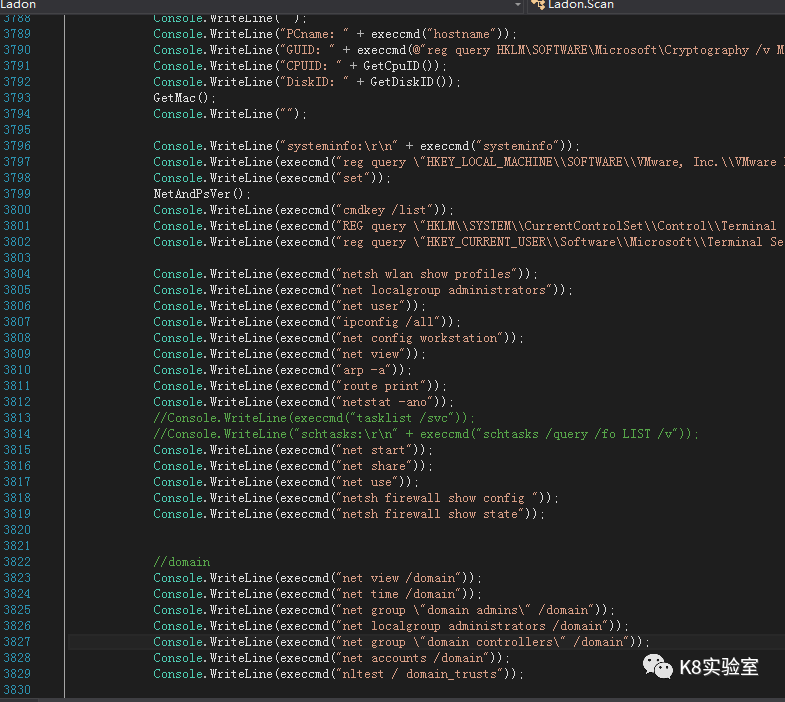 Ladon Ladon.Scan
3788 Console.WriteLine(" ");
3789 Console.WriteLine("PCname: " + execcmd("hostname"));
3790 Console.WriteLine("GUID: " + execcmd(@"reg query HKLM\SOFTWARE\Microsoft\Cryptography /v M
3791 Console.WriteLine("CPUID: " + GetCpuID());
3792 Console.WriteLine("DiskID: " + GetDiskID());
3793 GetMac();
3794 Console.WriteLine("");
3795
3796 Console.WriteLine("systeminfo:\r\n" + execcmd("systeminfo"));
3797 Console.WriteLine(execcmd("reg query \"HKEY_LOCAL_MACHINE\\SOFTWARE\\VMware, Inc.\\VMware
3798 Console.WriteLine(execcmd("set"));
3799 NetAndPsVer();
3800 Console.WriteLine(execcmd("cmdkey /list"));
3801 Console.WriteLine(execcmd("REG query \"HKLM\\SYSTEM\\CurrentControlSet\\Control\\Terminal
3802 Console.WriteLine(execcmd("reg query \"HKEY_CURRENT_USER\\Software\\Microsoft\\Terminal Se
3803
3804 Console.WriteLine(execcmd("netsh wlan show profiles"));
3805 Console.WriteLine(execcmd("net localgroup administrators"));
3806 Console.WriteLine(execcmd("net user"));
3807 Console.WriteLine(execcmd("ipconfig /all"));
3808 Console.WriteLine(execcmd("net config workstation"));
3809 Console.WriteLine(execcmd("net view"));
3810 Console.WriteLine(execcmd("arp -a"));
3811 Console.WriteLine(execcmd("route print"));
3812 Console.WriteLine(execcmd("netstat -ano"));
3813 //Console.WriteLine(execcmd("tasklist /svc"));
3814 //Console.WriteLine("schtasks:\r\n" + execcmd("schtasks /query /fo LIST /v"));
3815 Console.WriteLine(execcmd("net start"));
3816 Console.WriteLine(execcmd("net share"));
3817 Console.WriteLine(execcmd("net use"));
3818 Console.WriteLine(execcmd("netsh firewall show config "));
3819 Console.WriteLine(execcmd("netsh firewall show state"));
3820
3821
3822 //domain
3823 Console.WriteLine(execcmd("net view /domain"));
3824 Console.WriteLine(execcmd("net time /domain"));
3825 Console.WriteLine(execcmd("net group \"domain admins\" /domain"));
3826 Console.WriteLine(execcmd("net localgroup administrators /domain"));
3827 Console.WriteLine(execcmd("net group \"domain controllers\" /domain"));
3828 Console.WriteLine(execcmd("net accounts /domain"));
3829 Console.WriteLine(execcmd("nltest / domain_trusts"));
3830
K8实验室